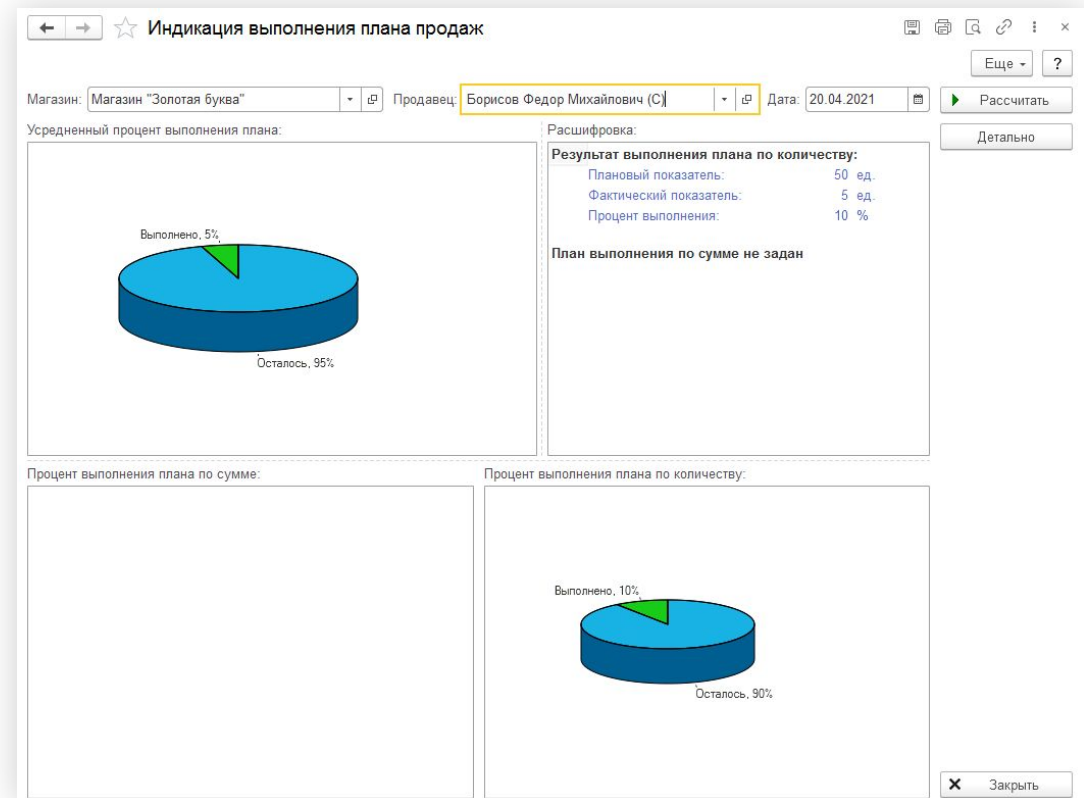 Индикация выполнения плана продаж
Еще
?
Магазин: Магазин "Золотая буква" Продавец: Борисов Федор Михайлович (С) Дата: 20.04.2021
Рассчитать
Детально
Усредненный процент выполнения плана:
Выполнено, 5%
Осталось, 95%
Расшифровка:
Результат выполнения плана по количеству:
Плановый показатель: 50 ед.
Фактический показатель: 5 ед.
Процент выполнения: 10 %
План выполнения по сумме не задан
Процент выполнения плана по сумме:
Процент выполнения плана по количеству:
Выполнено, 10%
Осталось, 90%
Закрыть